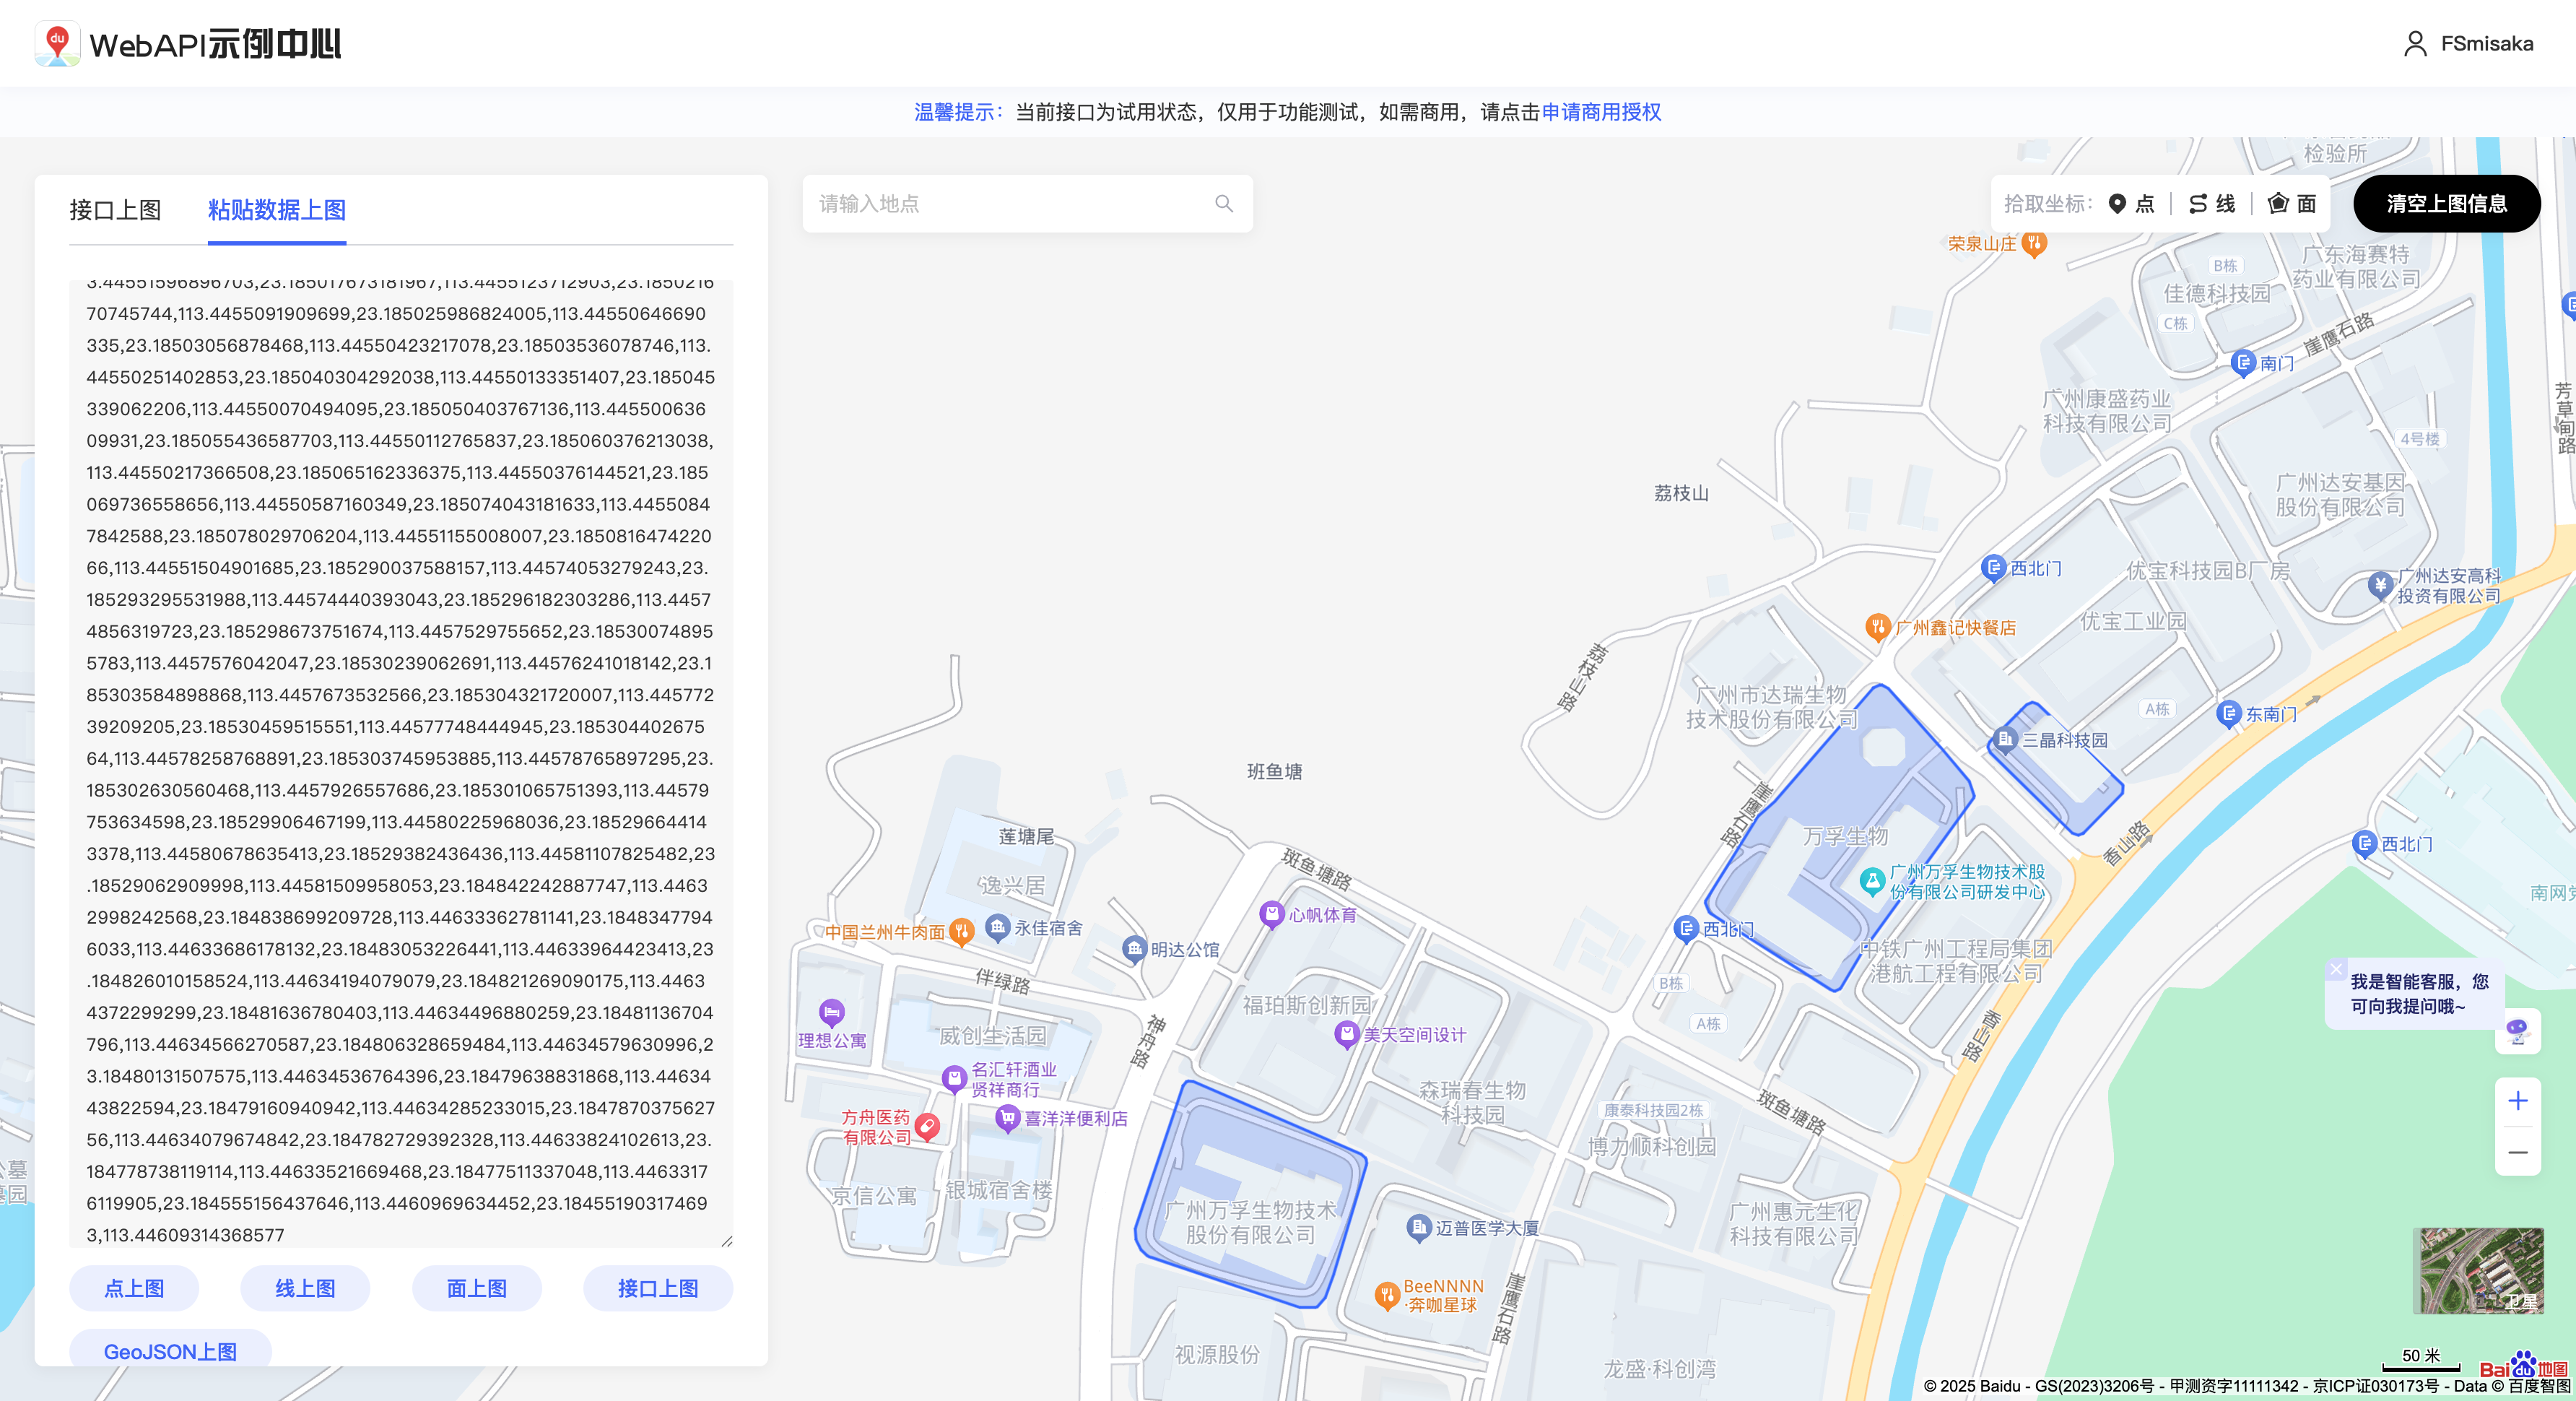 du WebAPI示例中心
FSmisaka
温馨提示：当前接口为试用状态，仅用于功能测试，如需商用，请点击申请商用授权
接口上图
粘贴数据上图
3.44551596896703,23.185017673181967,113.4455123712903,23.1850216
70745744,113.4455091909699,23.185025986824005,113.44550646690
335,23.18503056878468,113.44550423217078,23.18503536078746,113.
44550251402853,23.185040304292038,113.44550133351407,23.185045
339062206,113.44550070494095,23.185050403767136,113.445500636
09931,23.185055436587703,113.44550112765837,23.185060376213038,
113.44550217366508,23.185065162336375,113.44550376144521,23.185
069736558656,113.44550587160349,23.185074043181633,113.4455084
7842588,23.185078029706204,113.44551155008007,23.1850816474220
66,113.44551504901685,23.185290037588157,113.44574053279243,23.
185293295531988,113.44574440393043,23.185296182303286,113.4457
4856319723,23.185298673751674,113.4457529755652,23.18530074895
5783,113.4457576042047,23.18530239062691,113.44576241018142,23.1
85303584898868,113.4457673532566,23.185304321720007,113.445772
39209205,23.18530459515551,113.44577748444945,23.185304402675
64,113.44578258768891,23.185303745953885,113.44578765897295,23.
185302630560468,113.4457926557686,23.185301065751393,113.44579
753634598,23.18529906467199,113.44580225968036,23.18529664414
3378,113.44580678635413,23.18529382436436,113.44581107825482,23
.18529062909998,113.44581509958053,23.184842242887747,113.4463
2998242568,23.184838699209728,113.44633362781141,23.1848347794
6033,113.44633686178132,23.18483053226441,113.44633964423413,23
.184826010158524,113.44634194079079,23.184821269090175,113.4463
4372299299,23.18481636780403,113.44634496880259,23.18481136704
796,113.44634566270587,23.184806328659484,113.44634579630996,2
3.18480131507575,113.44634536764396,23.18479638831868,113.44634
43822594,23.18479160940942,113.44634285233015,23.1847870375627
56,113.44634079674842,23.184782729392328,113.44633824102613,23.
184778738119114,113.44633521669468,23.18477511337048,113.4463317
6119905,23.184555156437646,113.4460969634452,23.18455190317469
3,113.44609314368577
点上图
线上图
面上图
接口上图
GeoJSON上图
请输入地点
拾取坐标：
点
线
面
清空上图信息
检验所
荣泉山庄
广东海赛特
药业有限公司
B栋
佳德科技园
C栋
崖鹰石路
南门
广州康盛药业
科技有限公司
芳草甸路
4号楼
广州达安基因
股份有限公司
荔枝山
西北门
优宝科技园B厂房
广州达安高科
投资有限公司
优宝工业园
广州鑫记快餐店
荔枝山路
广州市达瑞生物
技术股份有限公司
A栋
东南门
三晶科技园
班鱼塘
崖鹰石路
万孚生物
香山路
西北门
莲塘尾
斑鱼塘路
逸兴居
广州万孚生物技术股
份有限公司研发中心
南网党
心帆体育
中国兰州牛肉面
永佳宿舍
明达公馆
西北门
中铁广州工程局集团
港航工程有限公司
伴绿路
B栋
我是智能客服，您
可向我提问哦~
福珀斯创新园
理想公寓
威创生活园
神舟路
美天空间设计
A栋
香山路
名汇轩酒业
贤祥商行
森瑞春生物
科技园
方舟医药
有限公司
喜洋洋便利店
康泰科技园2栋
斑鱼塘路
博力顺科创园
公墓
墓园
京信公寓
银城宿舍楼
广州万孚生物技术
股份有限公司
迈普医学大厦
广州惠元生化
科技有限公司
BeeNNNN
·奔咖星球
崖鹰石路
卫星
视源股份
龙盛·科创湾
50 米
Bai du 地图
© 2025 Baidu - GS(2023)3206号 - 甲测资字11111342 - 京ICP证030173号 - Data © 百度智图